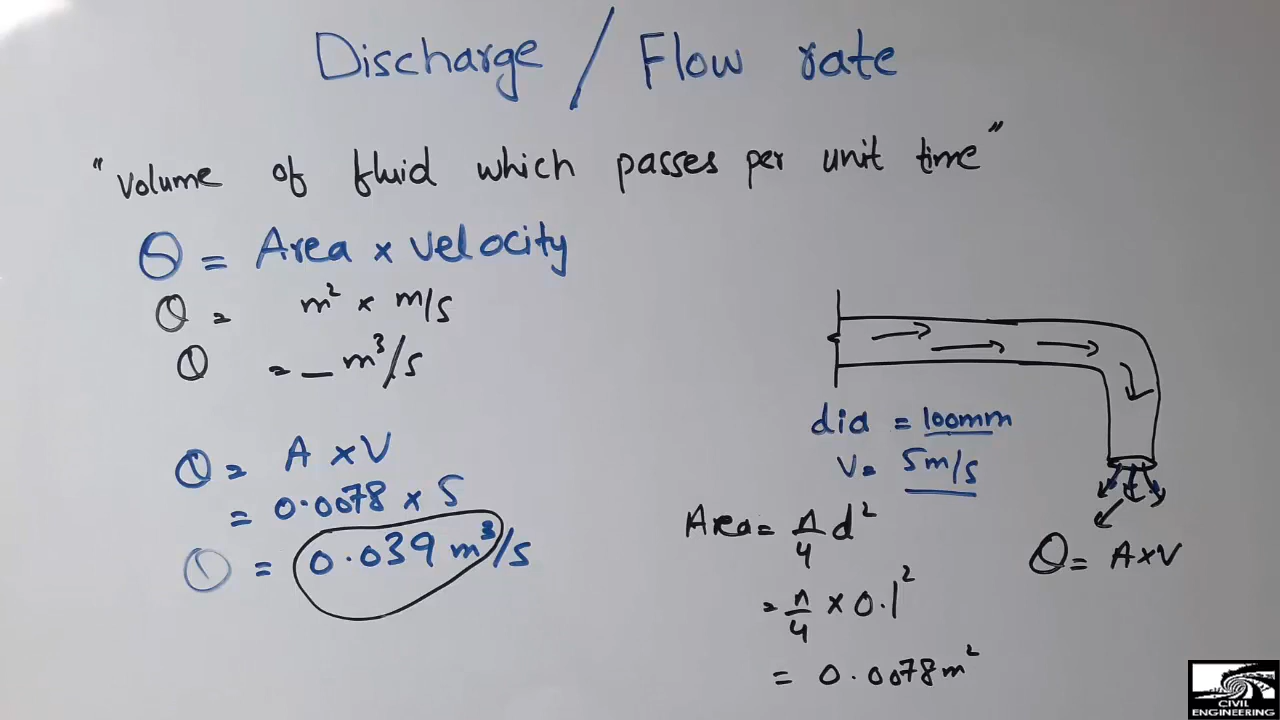 Discharge / Flow rate
"Volume of fluid which passes per unit time"
Q = Area × Velocity
Q = m² × m/s
Q = _ m³/s
Q = A × V
= 0.0078 × 5
Q = 0.039 m³/s
dia = 100mm
V = 5m/s
Area = π/4 d²
= π/4 × 0.1²
= 0.0078 m²
Q = A×V
CIVIL
ENGINEERING